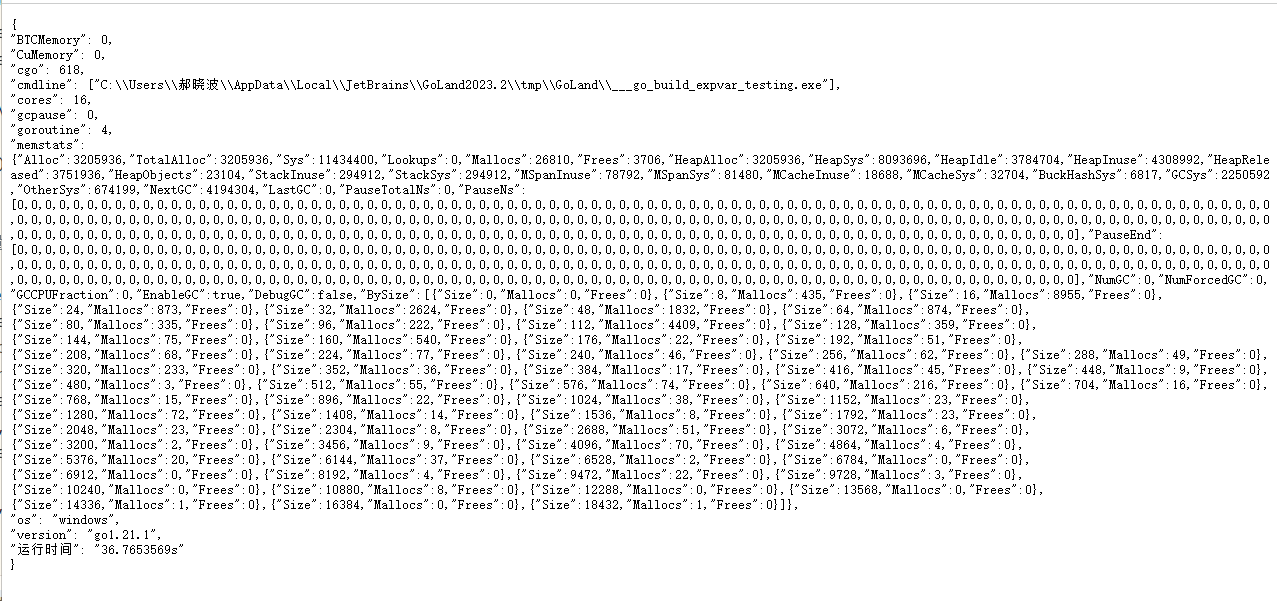 {
"BTCMemory": 0,
"CuMemory": 0,
"cgo": 618,
"cmdline": ["C:\\Users\\郝晓波\\AppData\\Local\\JetBrains\\GoLand2023.2\\tmp\\GoLand\\___go_build_expvar_testing.exe"],
"cores": 16,
"gcpause": 0,
"goroutine": 4,
"memstats":
{"Alloc":3205936,"TotalAlloc":3205936,"Sys":11434400,"Lookups":0,"Mallocs":26810,"Frees":3706,"HeapAlloc":3205936,"HeapSys":8093696,"HeapIdle":3784704,"HeapInuse":4308992,"HeapRele
ased":3751936,"HeapObjects":23104,"StackInuse":294912,"StackSys":294912,"MSpanInuse":78792,"MSpanSys":81480,"MCacheInuse":18688,"MCacheSys":32704,"BuckHashSys":6817,"GCSys":2250592
,"OtherSys":674199,"NextGC":4194304,"LastGC":0,"PauseTotalNs":0,"PauseNs":
[0,0,0,0,0,0,0,0,0,0,0,0,0,0,0,0,0,0,0,0,0,0,0,0,0,0,0,0,0,0,0,0,0,0,0,0,0,0,0,0,0,0,0,0,0,0,0,0,0,0,0,0,0,0,0,0,0,0,0,0,0,0,0,0,0,0,0,0,0,0,0,0,0,0,0,0,0,0,0,0,0,0,0,0,0,0,0,0,0,0
,0,0,0,0,0,0,0,0,0,0,0,0,0,0,0,0,0,0,0,0,0,0,0,0,0,0,0,0,0,0,0,0,0,0,0,0,0,0,0,0,0,0,0,0,0,0,0,0,0,0,0,0,0,0,0,0,0,0,0,0,0,0,0,0,0,0,0,0,0,0,0,0,0,0,0,0,0,0,0,0,0,0,0,0,0,0,0,0,0,0
,0,0,0,0,0,0,0,0,0,0,0,0,0,0,0,0,0,0,0,0,0,0,0,0,0,0,0,0,0,0,0,0,0,0,0,0,0,0,0,0,0,0,0,0,0,0,0,0,0,0,0,0,0,0,0,0,0,0,0,0,0,0,0,0,0,0,0,0,0,0,0,0,0,0,0,0],"PauseEnd":
[0,0,0,0,0,0,0,0,0,0,0,0,0,0,0,0,0,0,0,0,0,0,0,0,0,0,0,0,0,0,0,0,0,0,0,0,0,0,0,0,0,0,0,0,0,0,0,0,0,0,0,0,0,0,0,0,0,0,0,0,0,0,0,0,0,0,0,0,0,0,0,0,0,0,0,0,0,0,0,0,0,0,0,0,0,0,0,0,0,0
,0,0,0,0,0,0,0,0,0,0,0,0,0,0,0,0,0,0,0,0,0,0,0,0,0,0,0,0,0,0,0,0,0,0,0,0,0,0,0,0,0,0,0,0,0,0,0,0,0,0,0,0,0,0,0,0,0,0,0,0,0,0,0,0,0,0,0,0,0,0,0,0,0,0,0,0,0,0,0,0,0,0,0,0,0,0,0,0,0,0
,0,0,0,0,0,0,0,0,0,0,0,0,0,0,0,0,0,0,0,0,0,0,0,0,0,0,0,0,0,0,0,0,0,0,0,0,0,0,0,0,0,0,0,0,0,0,0,0,0,0,0,0,0,0,0,0,0,0,0,0,0,0,0,0,0,0,0,0,0,0,0,0,0,0,0,0],"NumGC":0,"NumForcedGC":0,
"GCCPUFraction":0,"EnableGC":true,"DebugGC":false,"BySize":[{"Size":0,"Mallocs":0,"Frees":0},{"Size":8,"Mallocs":435,"Frees":0},{"Size":16,"Mallocs":8955,"Frees":0},
{"Size":24,"Mallocs":873,"Frees":0},{"Size":32,"Mallocs":2624,"Frees":0},{"Size":48,"Mallocs":1832,"Frees":0},{"Size":64,"Mallocs":874,"Frees":0},
{"Size":80,"Mallocs":335,"Frees":0},{"Size":96,"Mallocs":222,"Frees":0},{"Size":112,"Mallocs":4409,"Frees":0},{"Size":128,"Mallocs":359,"Frees":0},
{"Size":144,"Mallocs":75,"Frees":0},{"Size":160,"Mallocs":540,"Frees":0},{"Size":176,"Mallocs":22,"Frees":0},{"Size":192,"Mallocs":51,"Frees":0},
{"Size":208,"Mallocs":68,"Frees":0},{"Size":224,"Mallocs":77,"Frees":0},{"Size":240,"Mallocs":46,"Frees":0},{"Size":256,"Mallocs":62,"Frees":0},{"Size":288,"Mallocs":49,"Frees":0},
{"Size":320,"Mallocs":233,"Frees":0},{"Size":352,"Mallocs":36,"Frees":0},{"Size":384,"Mallocs":17,"Frees":0},{"Size":416,"Mallocs":45,"Frees":0},{"Size":448,"Mallocs":9,"Frees":0},
{"Size":480,"Mallocs":3,"Frees":0},{"Size":512,"Mallocs":55,"Frees":0},{"Size":576,"Mallocs":74,"Frees":0},{"Size":640,"Mallocs":216,"Frees":0},{"Size":704,"Mallocs":16,"Frees":0},
{"Size":768,"Mallocs":15,"Frees":0},{"Size":896,"Mallocs":22,"Frees":0},{"Size":1024,"Mallocs":38,"Frees":0},{"Size":1152,"Mallocs":23,"Frees":0},
{"Size":1280,"Mallocs":72,"Frees":0},{"Size":1408,"Mallocs":14,"Frees":0},{"Size":1536,"Mallocs":8,"Frees":0},{"Size":1792,"Mallocs":23,"Frees":0},
{"Size":2048,"Mallocs":23,"Frees":0},{"Size":2304,"Mallocs":8,"Frees":0},{"Size":2688,"Mallocs":51,"Frees":0},{"Size":3072,"Mallocs":6,"Frees":0},
{"Size":3200,"Mallocs":2,"Frees":0},{"Size":3456,"Mallocs":9,"Frees":0},{"Size":4096,"Mallocs":70,"Frees":0},{"Size":4864,"Mallocs":4,"Frees":0},
{"Size":5376,"Mallocs":20,"Frees":0},{"Size":6144,"Mallocs":37,"Frees":0},{"Size":6528,"Mallocs":2,"Frees":0},{"Size":6784,"Mallocs":0,"Frees":0},
{"Size":6912,"Mallocs":0,"Frees":0},{"Size":8192,"Mallocs":4,"Frees":0},{"Size":9472,"Mallocs":22,"Frees":0},{"Size":9728,"Mallocs":3,"Frees":0},
{"Size":10240,"Mallocs":0,"Frees":0},{"Size":10880,"Mallocs":8,"Frees":0},{"Size":12288,"Mallocs":0,"Frees":0},{"Size":13568,"Mallocs":0,"Frees":0},
{"Size":14336,"Mallocs":1,"Frees":0},{"Size":16384,"Mallocs":0,"Frees":0},{"Size":18432,"Mallocs":1,"Frees":0}]},
"os": "windows",
"version": "go1.21.1",
"运行时间": "36.7653569s"
}